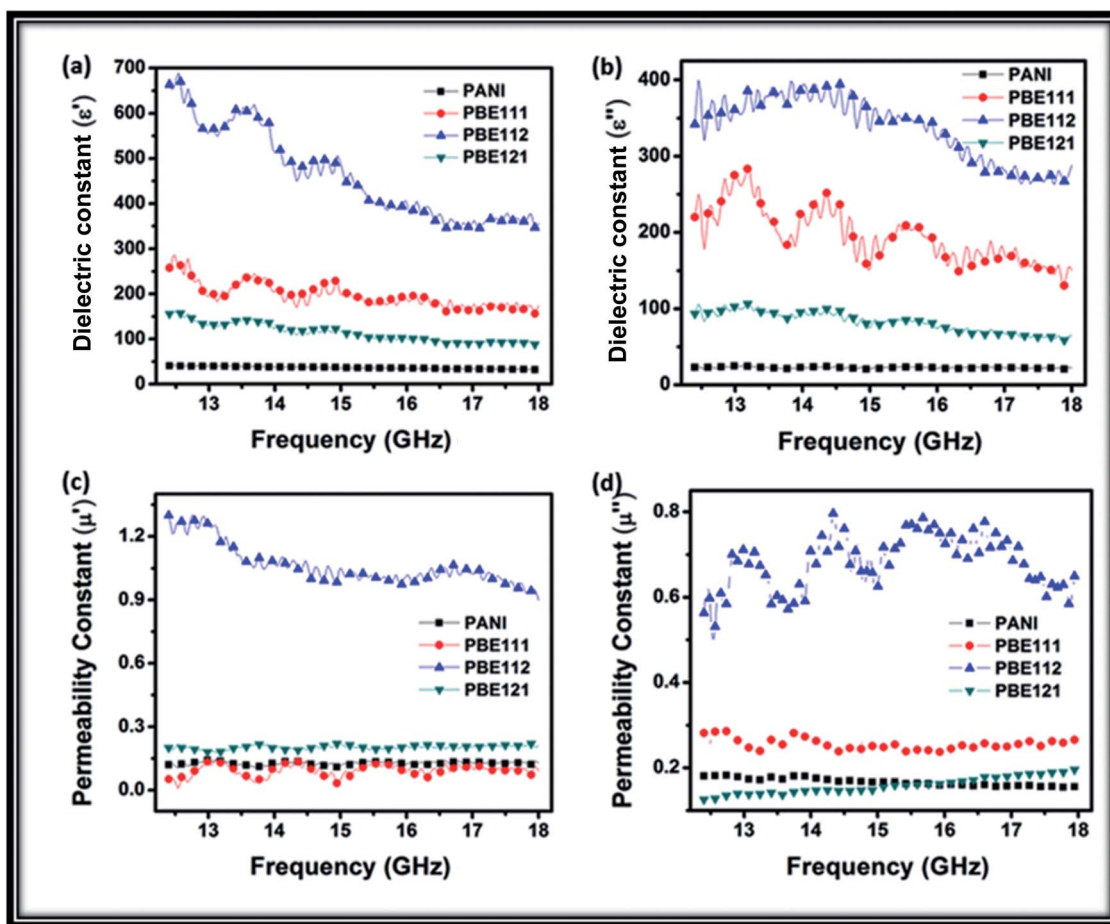 (a)
700
600
500
400
300
200
100
0
Dielectric constant (ε')
PANI
PBE111
PBE112
PBE121
13 14 15 16 17 18
Frequency (GHz)
(b)
400
300
200
100
0
Dielectric constant (ε'')
PANI
PBE111
PBE112
PBE121
13 14 15 16 17 18
Frequency (GHz)
(c)
1.2
0.9
0.6
0.3
0.0
Permeability Constant (μ')
PANI
PBE111
PBE112
PBE121
13 14 15 16 17 18
Frequency (GHz)
(d)
0.8
0.6
0.4
0.2
Permeability Constant (μ'')
PANI
PBE111
PBE112
PBE121
13 14 15 16 17 18
Frequency (GHz)